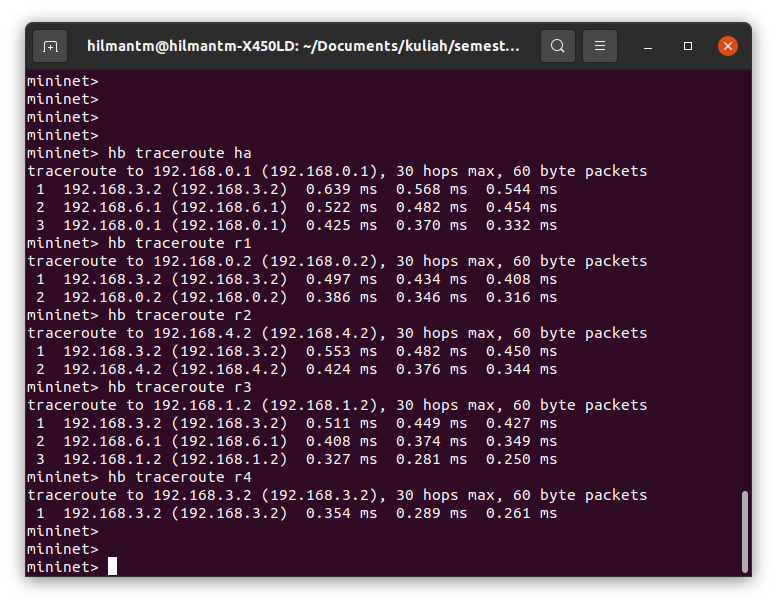 hilmantm@hilmantm-X450LD: ~/Documents/kuliah/semest...
mininet>
mininet>
mininet>
mininet>
mininet> hb traceroute ha
traceroute to 192.168.0.1 (192.168.0.1), 30 hops max, 60 byte packets
 1  192.168.3.2 (192.168.3.2)  0.639 ms  0.568 ms  0.544 ms
 2  192.168.6.1 (192.168.6.1)  0.522 ms  0.482 ms  0.454 ms
 3  192.168.0.1 (192.168.0.1)  0.425 ms  0.370 ms  0.332 ms
mininet> hb traceroute r1
traceroute to 192.168.0.2 (192.168.0.2), 30 hops max, 60 byte packets
 1  192.168.3.2 (192.168.3.2)  0.497 ms  0.434 ms  0.408 ms
 2  192.168.0.2 (192.168.0.2)  0.386 ms  0.346 ms  0.316 ms
mininet> hb traceroute r2
traceroute to 192.168.4.2 (192.168.4.2), 30 hops max, 60 byte packets
 1  192.168.3.2 (192.168.3.2)  0.553 ms  0.482 ms  0.450 ms
 2  192.168.4.2 (192.168.4.2)  0.424 ms  0.376 ms  0.344 ms
mininet> hb traceroute r3
traceroute to 192.168.1.2 (192.168.1.2), 30 hops max, 60 byte packets
 1  192.168.3.2 (192.168.3.2)  0.511 ms  0.449 ms  0.427 ms
 2  192.168.6.1 (192.168.6.1)  0.408 ms  0.374 ms  0.349 ms
 3  192.168.1.2 (192.168.1.2)  0.327 ms  0.281 ms  0.250 ms
mininet> hb traceroute r4
traceroute to 192.168.3.2 (192.168.3.2), 30 hops max, 60 byte packets
 1  192.168.3.2 (192.168.3.2)  0.354 ms  0.289 ms  0.261 ms
mininet>
mininet>
mininet>